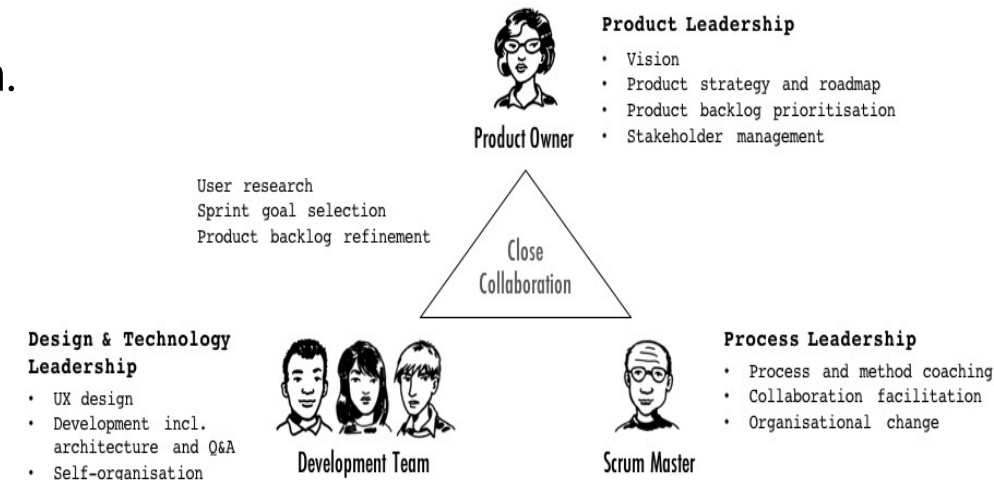 Product Leadership
• Vision
• Product strategy and roadmap
• Product backlog prioritisation
• Stakeholder management
Product Owner
User research
Sprint goal selection
Product backlog refinement
Close
Collaboration
Design & Technology
Leadership
• UX design
• Development incl.
architecture and Q&A
• Self-organisation
Development Team
Scrum Master
Process Leadership
• Process and method coaching
• Collaboration facilitation
• Organisational change